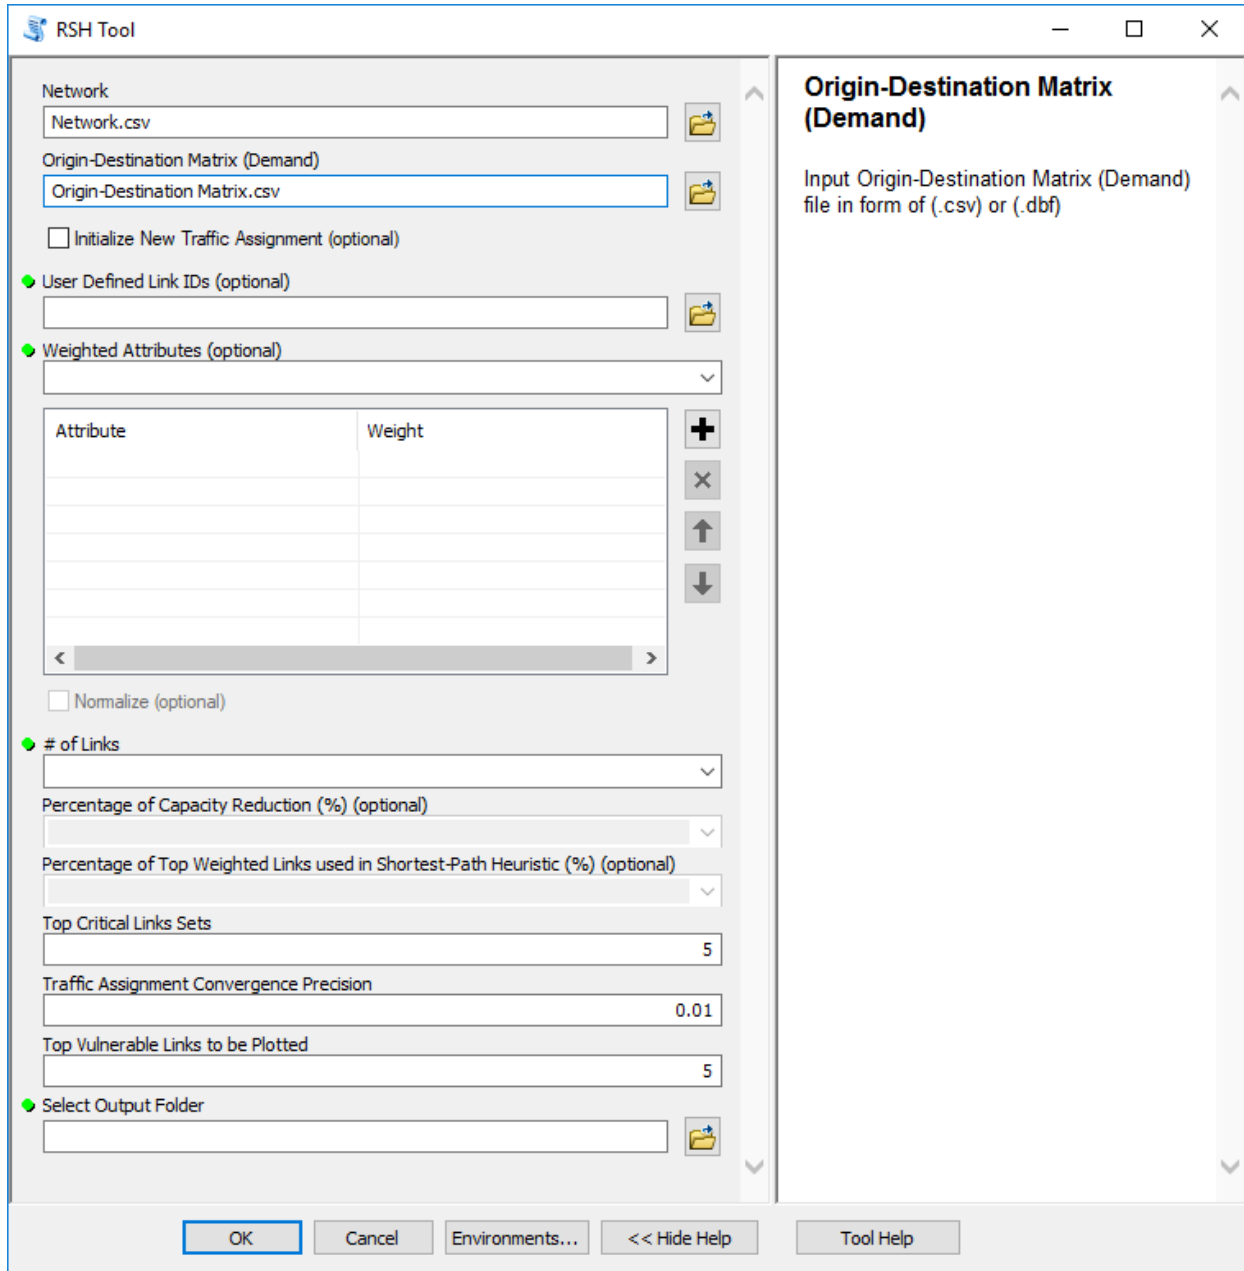 RSH Tool
Network
Network.csv
Origin-Destination Matrix (Demand)
Origin-Destination Matrix.csv
Initialize New Traffic Assignment (optional)
User Defined Link IDs (optional)
Weighted Attributes (optional)
Attribute Weight
Normalize (optional)
# of Links
Percentage of Capacity Reduction (%) (optional)
Percentage of Top Weighted Links used in Shortest-Path Heuristic (%) (optional)
Top Critical Links Sets
5
Traffic Assignment Convergence Precision
0.01
Top Vulnerable Links to be Plotted
5
Select Output Folder
Origin-Destination Matrix
(Demand)
Input Origin-Destination Matrix (Demand)
file in form of (.csv) or (.dbf)
OK Cancel Environments... << Hide Help Tool Help